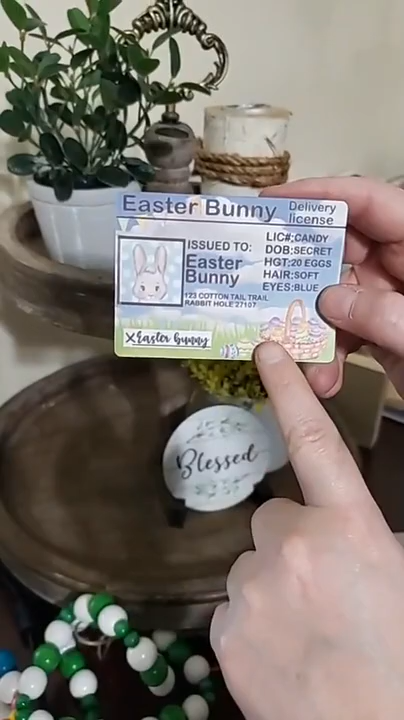 Easter Bunny
Delivery
license
ISSUED TO:
Easter
Bunny
123 COTTON TAIL TRAIL
RABBIT HOLE 27107
LIC#:CANDY
DOB:SECRET
HGT:20 EGGS
HAIR:SOFT
EYES:BLUE
X Easter bunny
Bunny
Blessed